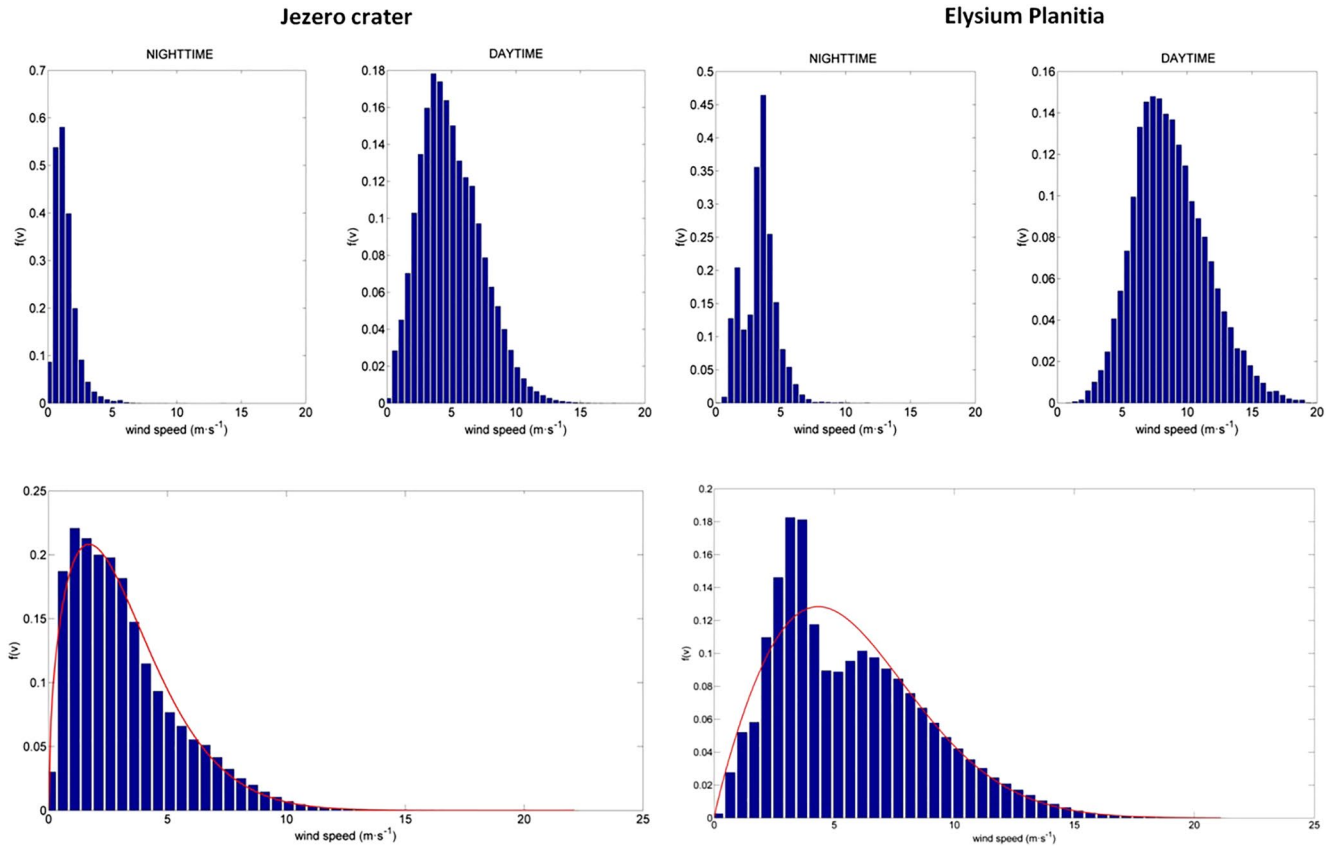 Jezero crater
Elysium Planitia
NIGHTTIME
0.7
0.6
0.5
0.4
0.3
0.2
0.1
0
f(v)
0 5 10 15 20
wind speed (m·s⁻¹)
DAYTIME
0.18
0.16
0.14
0.12
0.1
0.08
0.06
0.04
0.02
0
f(v)
0 5 10 15 20
wind speed (m·s⁻¹)
NIGHTTIME
0.5
0.45
0.4
0.35
0.3
0.25
0.2
0.15
0.1
0.05
0
f(v)
0 5 10 15 20
wind speed (m·s⁻¹)
DAYTIME
0.16
0.14
0.12
0.1
0.08
0.06
0.04
0.02
0
f(v)
0 5 10 15 20
wind speed (m·s⁻¹)
0.25
0.2
0.15
0.1
0.05
0
f(v)
0 5 10 15 20 25
wind speed (m·s⁻¹)
0.2
0.18
0.16
0.14
0.12
0.1
0.08
0.06
0.04
0.02
0
f(v)
0 5 10 15 20 25
wind speed (m·s⁻¹)